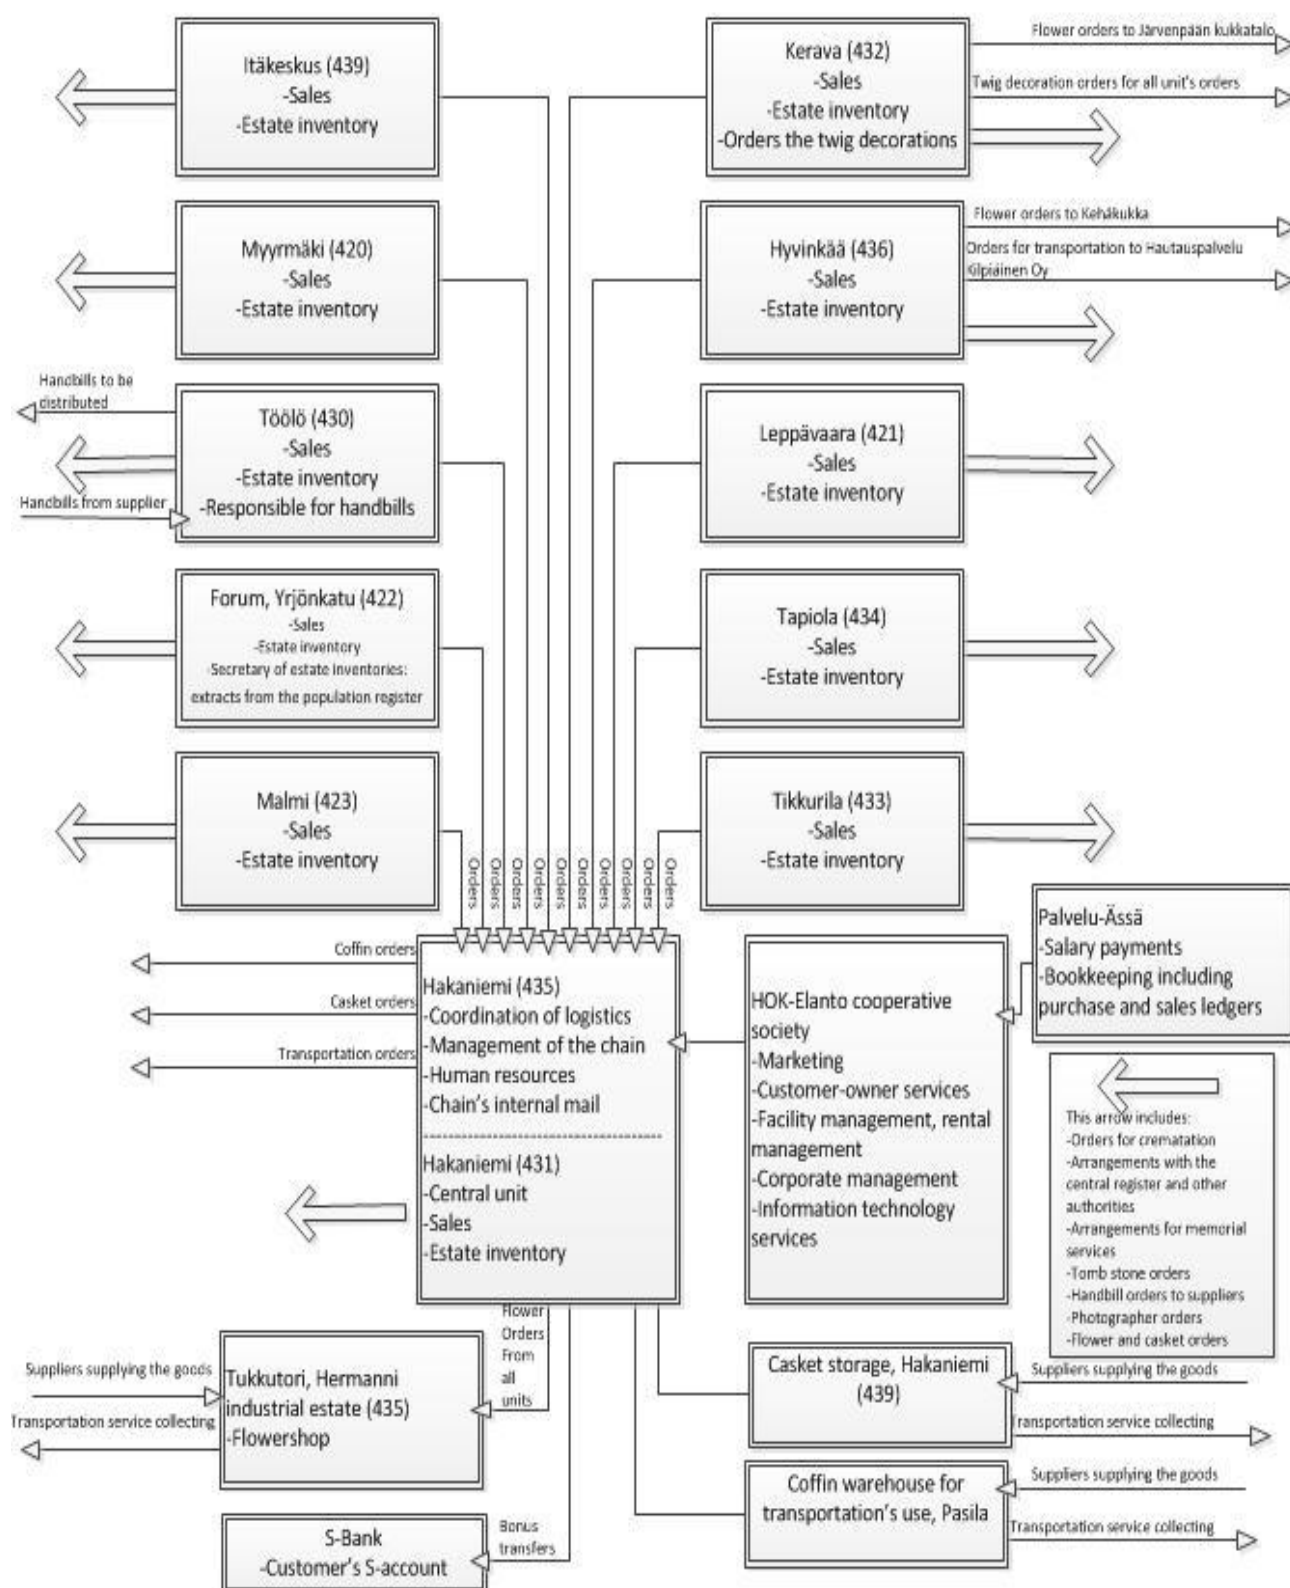 Itäkeskus (439)
-Sales
-Estate inventory
Kerava (432)
-Sales
-Estate inventory
-Orders the twig decorations
Flower orders to Järvenpään kukkatalo
Twig decoration orders for all unit's orders
Myyrmäki (420)
-Sales
-Estate inventory
Hyvinkää (436)
-Sales
-Estate inventory
Flower orders to Kehäkukka
Orders for transportation to Hautauspalvelu
Kilpiäinen Oy
Handbills to be
distributed
Handbills from supplier
Töölö (430)
-Sales
-Estate inventory
-Responsible for handbills
Leppävaara (421)
-Sales
-Estate inventory
Forum, Yrjönkatu (422)
-Sales
-Estate inventory
-Secretary of estate inventories:
extracts from the population register
Tapiola (434)
-Sales
-Estate inventory
Malmi (423)
-Sales
-Estate inventory
Tikkurila (433)
-Sales
-Estate inventory
Orders
Orders
Orders
Orders
Orders
Orders
Orders
Orders
Orders
Orders
Coffin orders
Casket orders
Transportation orders
Hakaniemi (435)
-Coordination of logistics
-Management of the chain
-Human resources
-Chain's internal mail
Hakaniemi (431)
-Central unit
-Sales
-Estate inventory
HOK-Elanto cooperative
society
-Marketing
-Customer-owner services
-Facility management, rental
management
-Corporate management
-Information technology
services
Palvelu-Ässä
-Salary payments
-Bookkeeping including
purchase and sales ledgers
This arrow includes:
-Orders for crematation
-Arrangements with the
central register and other
authorities
-Arrangements for memorial
services
-Tomb stone orders
-Handbill orders to suppliers
-Photographer orders
-Flower and casket orders
Flower
Orders
From
all
units
Suppliers supplying the goods
Transportation service collecting
Tukkutori, Hermanni
industrial estate (435)
-Flowershop
Casket storage, Hakaniemi
(439)
Suppliers supplying the goods
Transportation service collecting
Coffin warehouse for
transportation's use, Pasila
Suppliers supplying the goods
Transportation service collecting
S-Bank
-Customer's S-account
Bonus
transfers